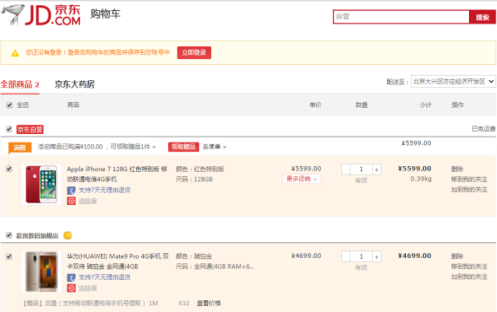 JD.COM 京东
购物车
自营
搜索
您还没有登录！登录后购物车的商品将保存到您账号中
立即登录
全部商品 2
京东大药房
配送至：
北京大兴区亦庄经济开发区
全选
商品
单价
数量
小计
操作
京东自营
已免运费
满赠
活动商品已购满¥100.00 ，可领取赠品1件 >
领取赠品
去凑单 >
¥5599.00
Apple iPhone 7 128G 红色特别版 移动联通电信4G手机
颜色：红色特别版
尺码：128GB
¥5599.00
更多促销
1
+
有货
¥5599.00
0.39kg
删除
移到我的关注
加到我的关注
支持7天无理由退货
选延保
能良数码旗舰店
华为(HUAWEI) Mate9 Pro 4G手机 双卡双待 琥珀金 全网通(4GB
颜色：琥珀金
尺码：全网通(4GB RAM+6...
¥4699.00
1
+
有货
¥4699.00
删除
移到我的关注
加到我的关注
支持7天无理由退货
选延保
【赠品】流量（支持移动联通电信手机月提取） 1M
X10
查看价格